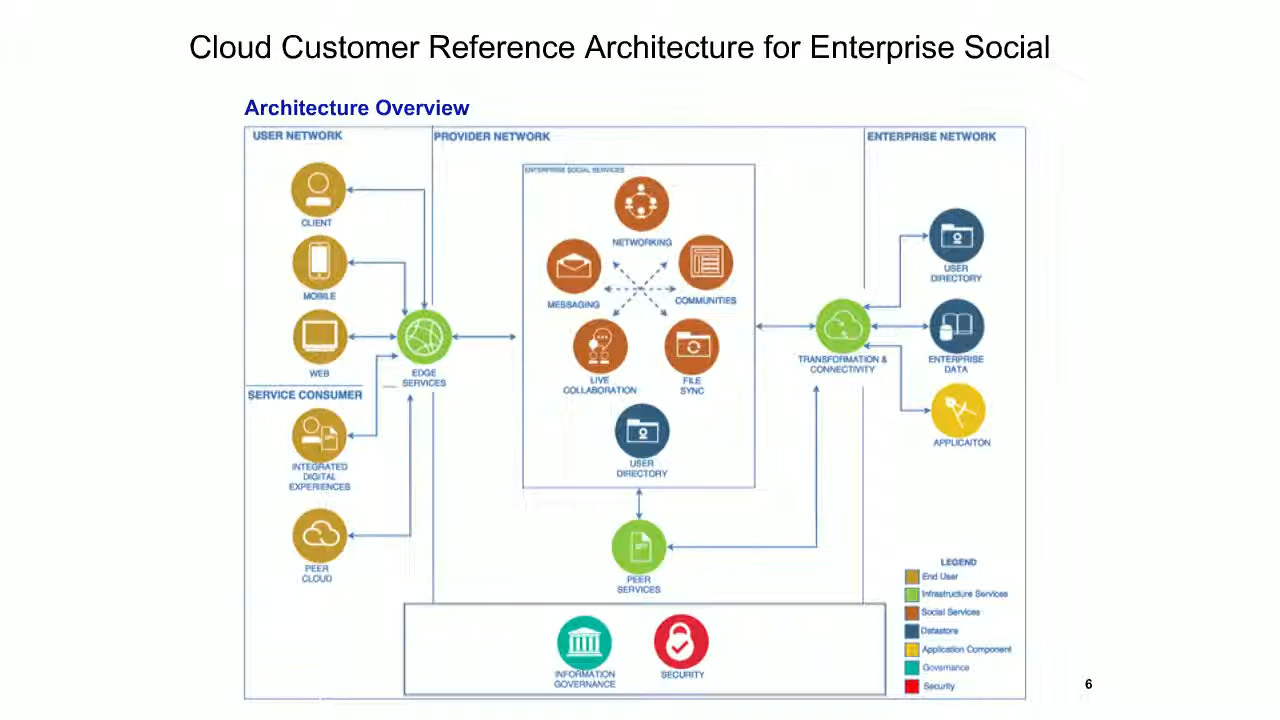 Cloud Customer Reference Architecture for Enterprise Social
Architecture Overview
USER NETWORK
PROVIDER NETWORK
ENTERPRISE NETWORK
ENTERPRISE SOCIAL SERVICES
CLIENT
MOBILE
WEB
EDGE
SERVICES
SERVICE CONSUMER
INTEGRATED
DIGITAL
EXPERIENCES
PEER
CLOUD
NETWORKING
MESSAGING
COMMUNITIES
LIVE
COLLABORATION
FILE
SYNC
USER
DIRECTORY
PEER
SERVICES
TRANSFORMATION &
CONNECTIVITY
USER
DIRECTORY
ENTERPRISE
DATA
APPLICAITON
INFORMATION
GOVERNANCE
SECURITY
LEGEND
End User
Infrastructure Services
Social Services
Datastore
Application Component
Governance
Security
6